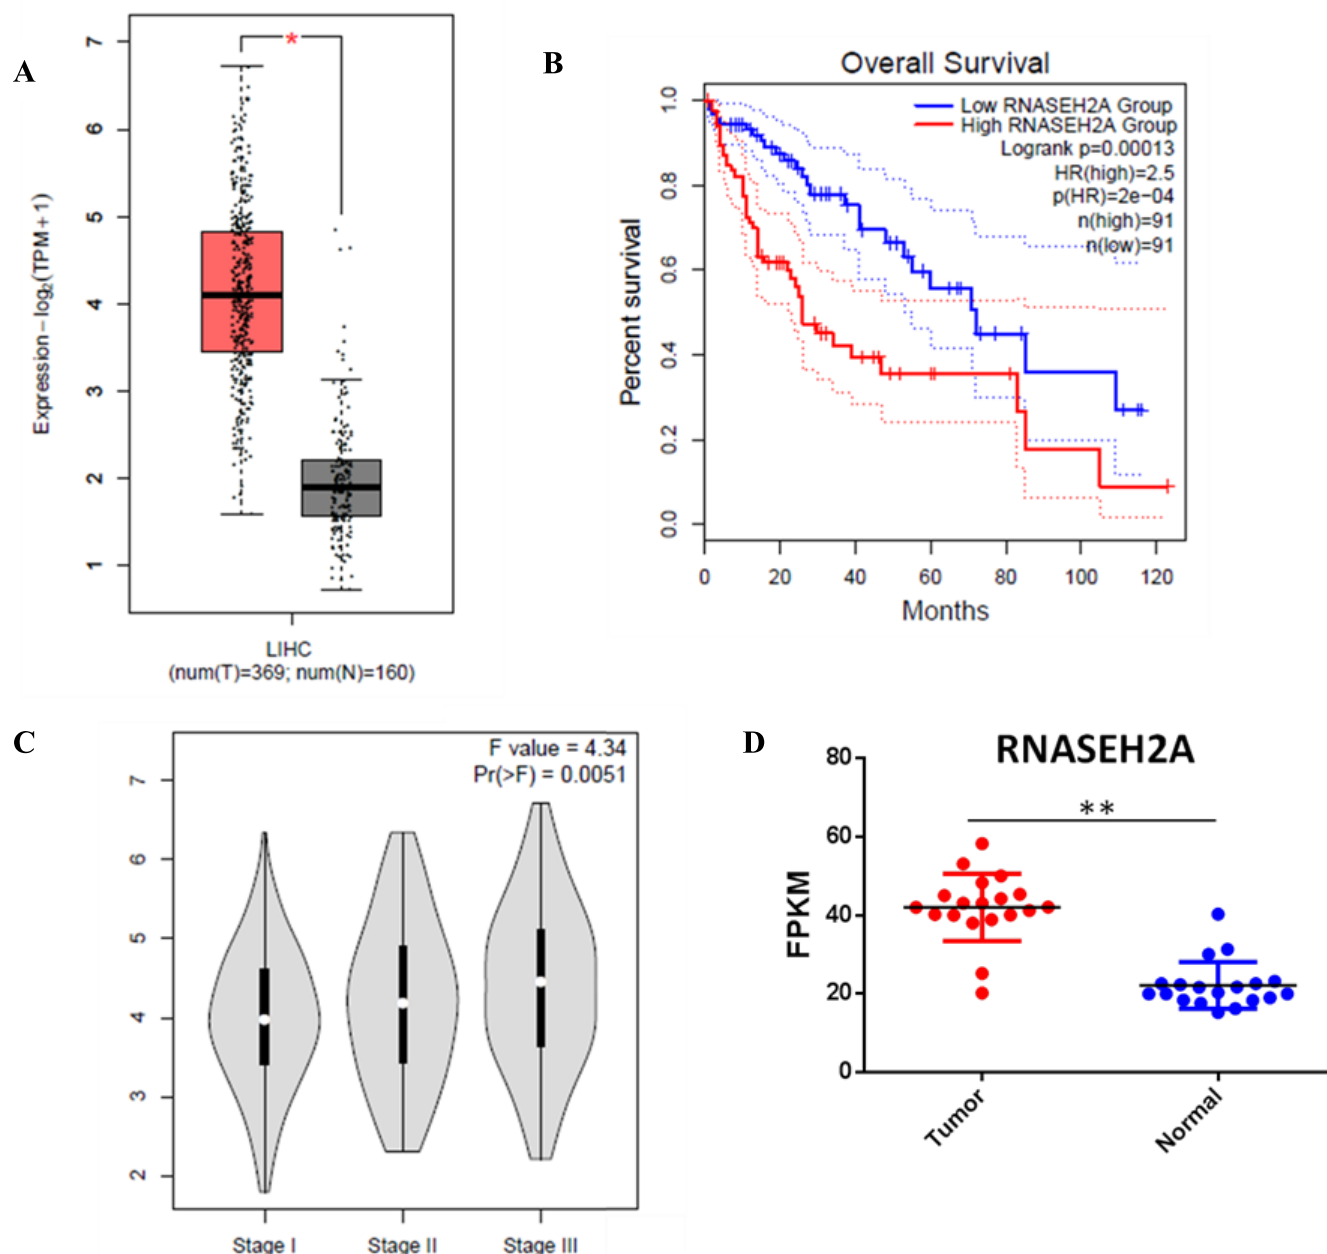 A
7
6
5
4
3
2
1
Expression − log2(TPM + 1)
*
LIHC
(num(T)=369; num(N)=160)
B
Overall Survival
1.0
0.8
0.6
0.4
0.2
0.0
Percent survival
Low RNASEH2A Group
High RNASEH2A Group
Logrank p=0.00013
HR(high)=2.5
p(HR)=2e−04
n(high)=91
n(low)=91
0 20 40 60 80 100 120
Months
C
F value = 4.34
Pr(>F) = 0.0051
7
6
5
4
3
2
Stage I Stage II Stage III
D
RNASEH2A
**
80
60
40
20
0
FPKM
Tumor
Normal